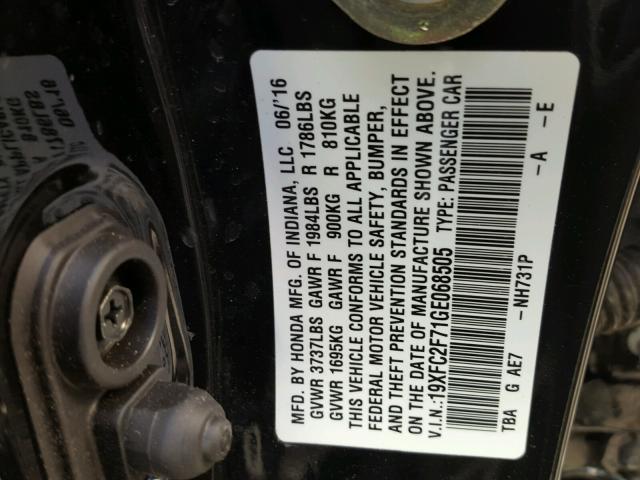 MFD. BY HONDA MFG. OF INDIANA, LLC 06/'16
GVWR 3737LBS GAWR F 1984LBS R 1786LBS
GVWR 1695KG GAWR F 900KG R 810KG
THIS VEHICLE CONFORMS TO ALL APPLICABLE
FEDERAL MOTOR VEHICLE SAFETY, BUMPER,
AND THEFT PREVENTION STANDARDS IN EFFECT
ON THE DATE OF MANUFACTURE SHOWN ABOVE.
V.I.N.:19XFC2F71GE068505 TYPE: PASSENGER CAR
TBA G AE7 -NH731P -A -E